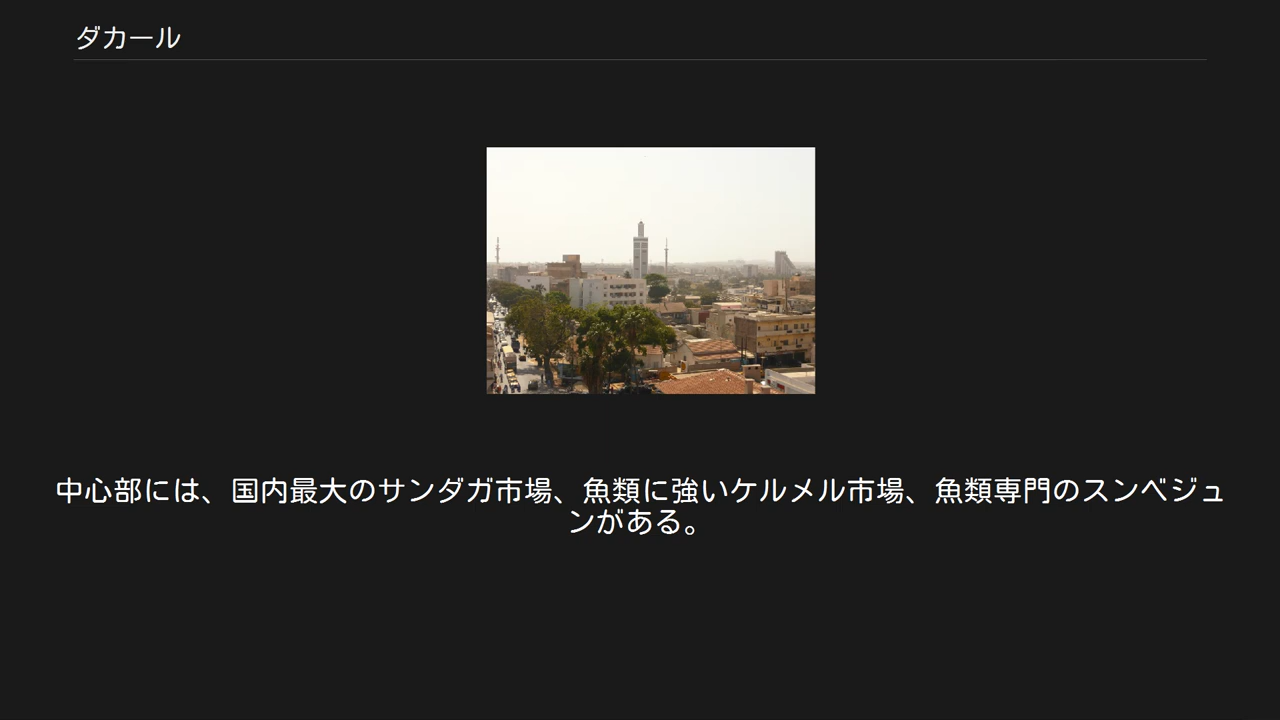 ダカール
中心部には、国内最大のサンダガ市場、魚類に強いケルメル市場、魚類専門のスンベジュ
ンがある。